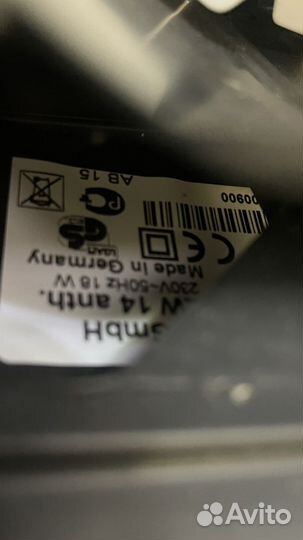 GmbH
W 14 anth.
230V~50Hz 18 W
Made in Germany
CE
00900
AB 15
Avito